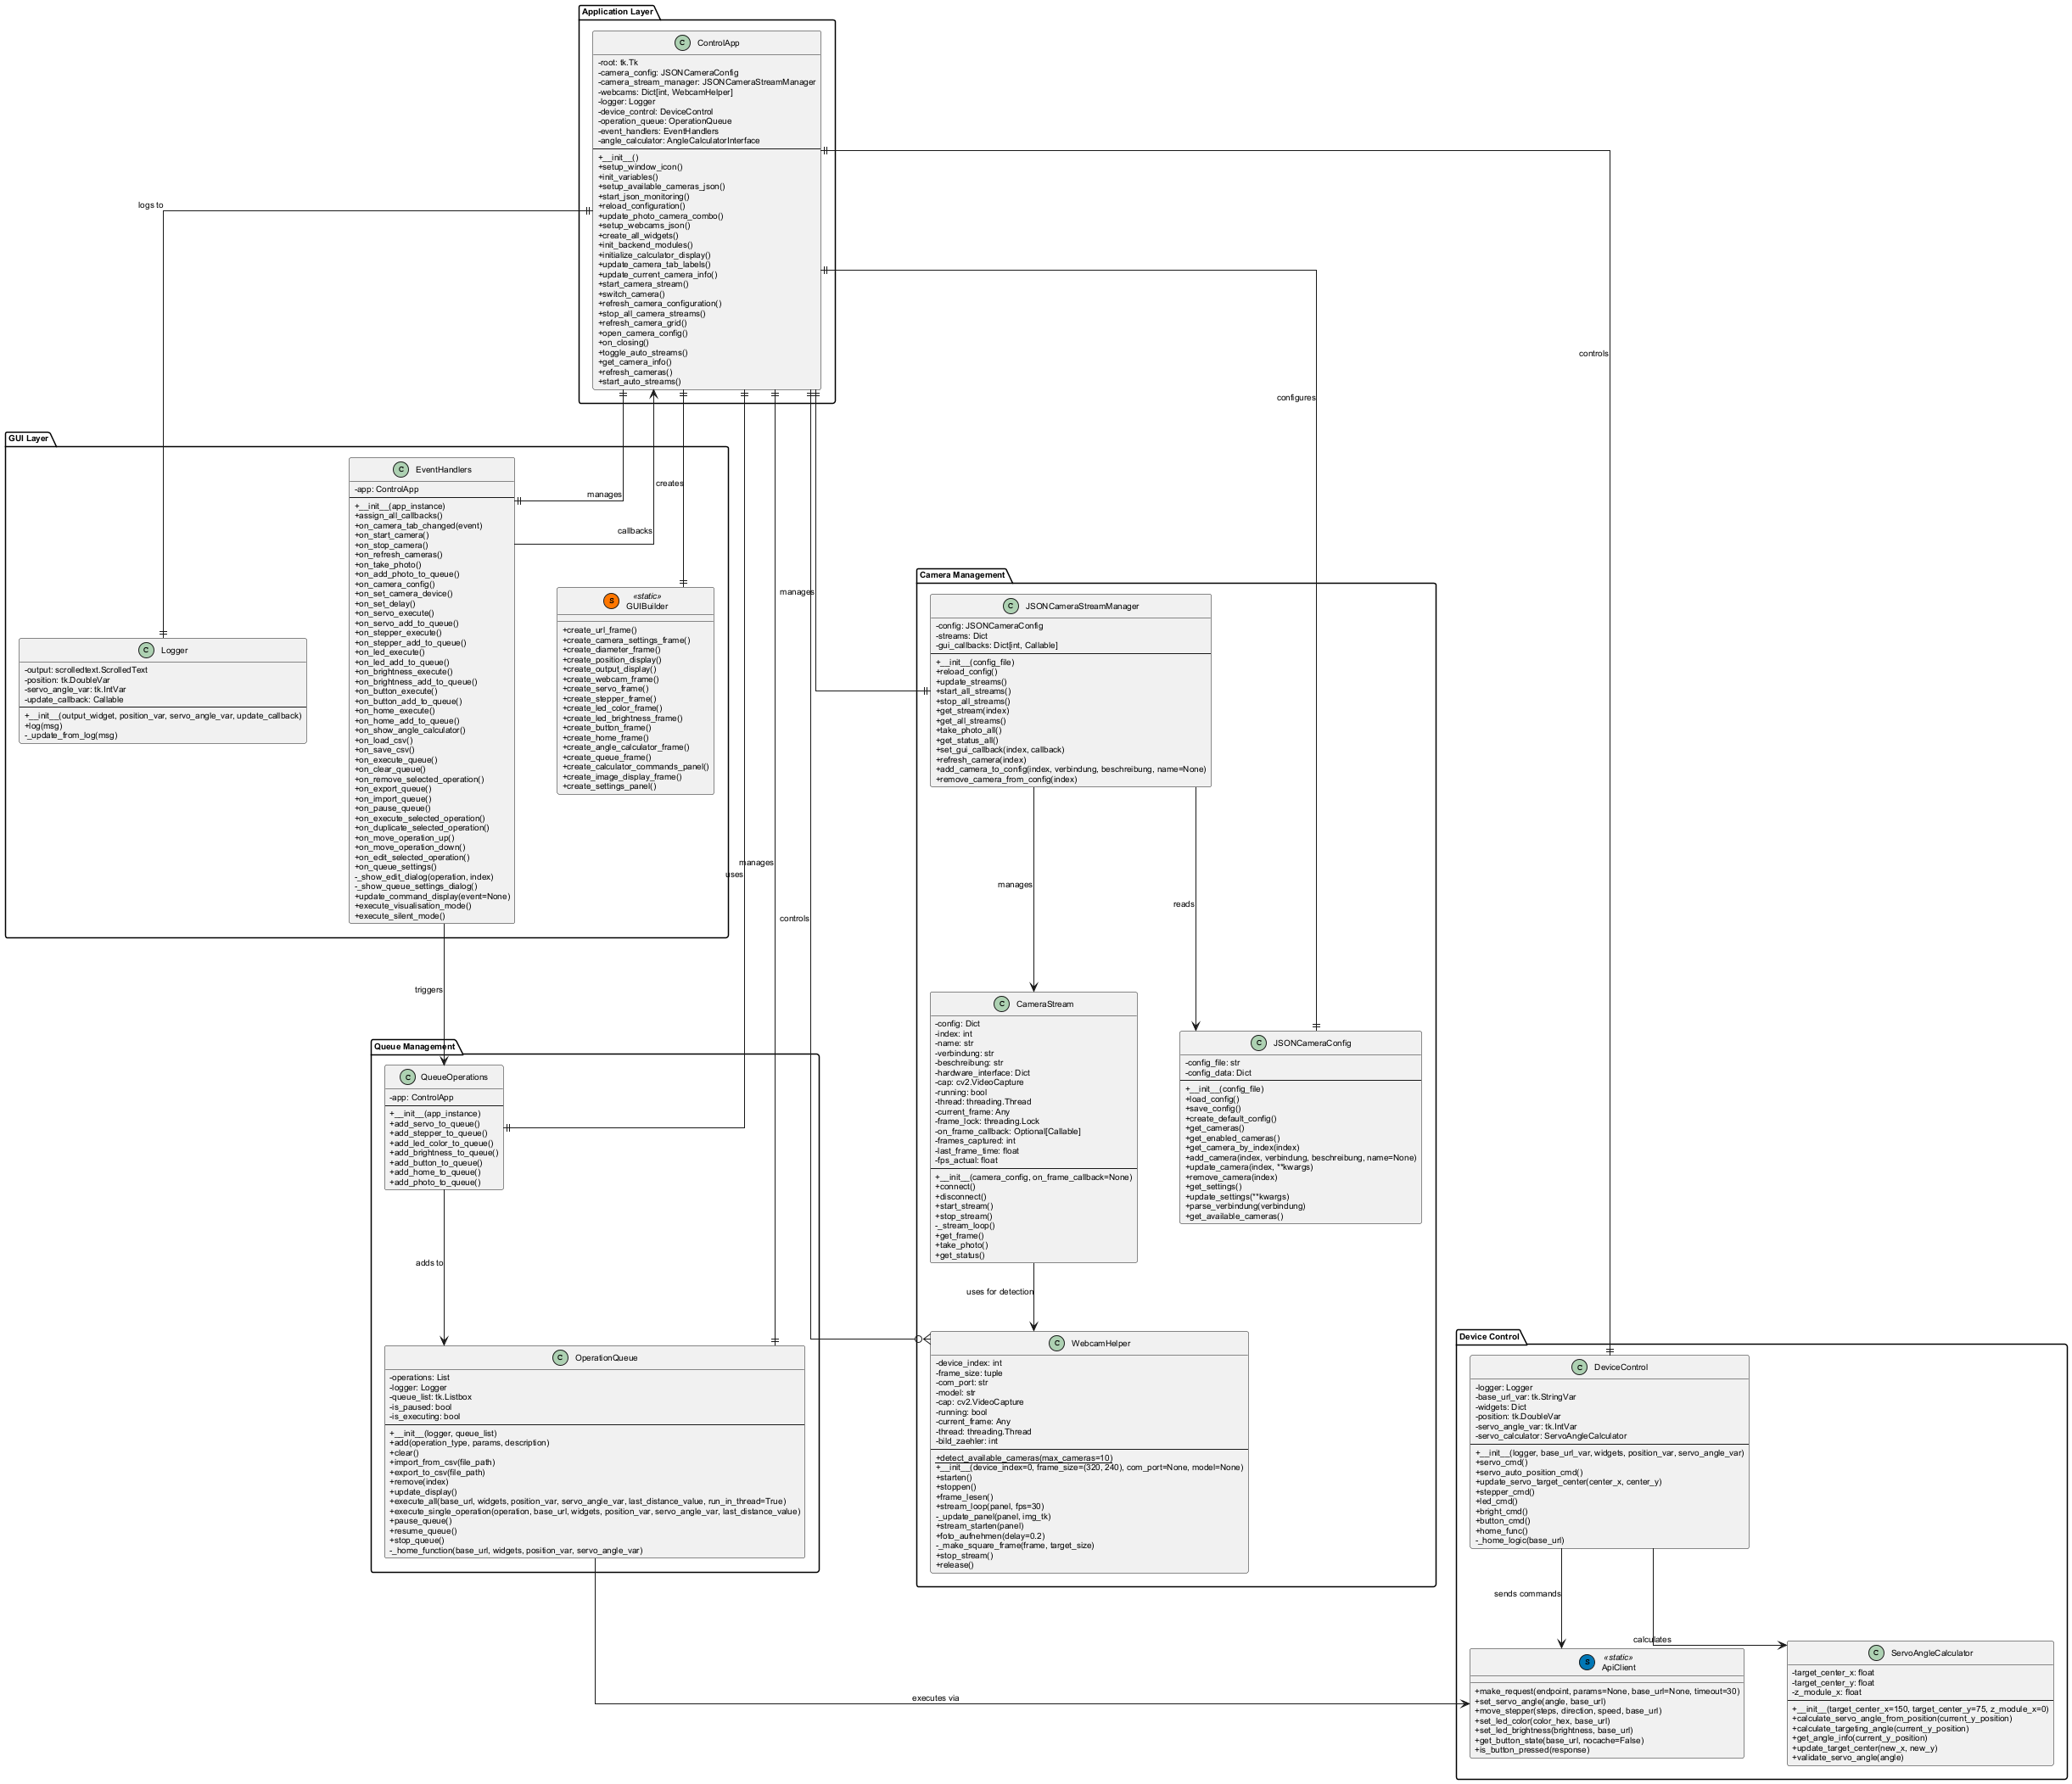 Application Layer
C ControlApp
-root: tk.Tk
-camera_config: JSONCameraConfig
-camera_stream_manager: JSONCameraStreamManager
-webcams: Dict[int, WebcamHelper]
-logger: Logger
-device_control: DeviceControl
-operation_queue: OperationQueue
-event_handlers: EventHandlers
-angle_calculator: AngleCalculatorInterface
+__init__()
+setup_window_icon()
+init_variables()
+setup_available_cameras_json()
+start_json_monitoring()
+reload_configuration()
+update_photo_camera_combo()
+setup_webcams_json()
+create_all_widgets()
+init_backend_modules()
+initialize_calculator_display()
+update_camera_tab_labels()
+update_current_camera_info()
+start_camera_stream()
+switch_camera()
+refresh_camera_configuration()
+stop_all_camera_streams()
+refresh_camera_grid()
+open_camera_config()
+on_closing()
+toggle_auto_streams()
+get_camera_info()
+refresh_cameras()
+start_auto_streams()
logs to
controls
configures
manages
creates
callbacks
manages
manages
uses
controls
GUI Layer
C EventHandlers
-app: ControlApp
+__init__(app_instance)
+assign_all_callbacks()
+on_camera_tab_changed(event)
+on_start_camera()
+on_stop_camera()
+on_refresh_cameras()
+on_take_photo()
+on_add_photo_to_queue()
+on_camera_config()
+on_set_camera_device()
+on_set_delay()
+on_servo_execute()
+on_servo_add_to_queue()
+on_stepper_execute()
+on_stepper_add_to_queue()
+on_led_execute()
+on_led_add_to_queue()
+on_brightness_execute()
+on_brightness_add_to_queue()
+on_button_execute()
+on_button_add_to_queue()
+on_home_execute()
+on_home_add_to_queue()
+on_show_angle_calculator()
+on_load_csv()
+on_save_csv()
+on_execute_queue()
+on_clear_queue()
+on_remove_selected_operation()
+on_export_queue()
+on_import_queue()
+on_pause_queue()
+on_execute_selected_operation()
+on_duplicate_selected_operation()
+on_move_operation_up()
+on_move_operation_down()
+on_edit_selected_operation()
+on_queue_settings()
-_show_edit_dialog(operation, index)
-_show_queue_settings_dialog()
+update_command_display(event=None)
+execute_visualisation_mode()
+execute_silent_mode()
C Logger
-output: scrolledtext.ScrolledText
-position: tk.DoubleVar
-servo_angle_var: tk.IntVar
-update_callback: Callable
+__init__(output_widget, position_var, servo_angle_var, update_callback)
+log(msg)
-_update_from_log(msg)
«static»
S GUIBuilder
+create_url_frame()
+create_camera_settings_frame()
+create_diameter_frame()
+create_position_display()
+create_output_display()
+create_webcam_frame()
+create_servo_frame()
+create_stepper_frame()
+create_led_color_frame()
+create_led_brightness_frame()
+create_button_frame()
+create_home_frame()
+create_angle_calculator_frame()
+create_queue_frame()
+create_calculator_commands_panel()
+create_image_display_frame()
+create_settings_panel()
Camera Management
C JSONCameraStreamManager
-config: JSONCameraConfig
-streams: Dict
-gui_callbacks: Dict[int, Callable]
+__init__(config_file)
+reload_config()
+update_streams()
+start_all_streams()
+stop_all_streams()
+get_stream(index)
+get_all_streams()
+take_photo_all()
+get_status_all()
+set_gui_callback(index, callback)
+refresh_camera(index)
+add_camera_to_config(index, verbindung, beschreibung, name=None)
+remove_camera_from_config(index)
manages
reads
C CameraStream
-config: Dict
-index: int
-name: str
-verbindung: str
-beschreibung: str
-hardware_interface: Dict
-cap: cv2.VideoCapture
-running: bool
-thread: threading.Thread
-current_frame: Any
-frame_lock: threading.Lock
-on_frame_callback: Optional[Callable]
-frames_captured: int
-last_frame_time: float
-fps_actual: float
+__init__(camera_config, on_frame_callback=None)
+connect()
+disconnect()
+start_stream()
+stop_stream()
-_stream_loop()
+get_frame()
+take_photo()
+get_status()
C JSONCameraConfig
-config_file: str
-config_data: Dict
+__init__(config_file)
+load_config()
+save_config()
+create_default_config()
+get_cameras()
+get_enabled_cameras()
+get_camera_by_index(index)
+add_camera(index, verbindung, beschreibung, name=None)
+update_camera(index, **kwargs)
+remove_camera(index)
+get_settings()
+update_settings(**kwargs)
+parse_verbindung(verbindung)
+get_available_cameras()
uses for detection
C WebcamHelper
-device_index: int
-frame_size: tuple
-com_port: str
-model: str
-cap: cv2.VideoCapture
-running: bool
-current_frame: Any
-thread: threading.Thread
-bild_zaehler: int
+detect_available_cameras(max_cameras=10)
+__init__(device_index=0, frame_size=(320, 240), com_port=None, model=None)
+starten()
+stoppen()
+frame_lesen()
+stream_loop(panel, fps=30)
-_update_panel(panel, img_tk)
+stream_starten(panel)
+foto_aufnehmen(delay=0.2)
-_make_square_frame(frame, target_size)
+stop_stream()
+release()
triggers
Queue Management
C QueueOperations
-app: ControlApp
+__init__(app_instance)
+add_servo_to_queue()
+add_stepper_to_queue()
+add_led_color_to_queue()
+add_brightness_to_queue()
+add_button_to_queue()
+add_home_to_queue()
+add_photo_to_queue()
adds to
C OperationQueue
-operations: List
-logger: Logger
-queue_list: tk.Listbox
-is_paused: bool
-is_executing: bool
+__init__(logger, queue_list)
+add(operation_type, params, description)
+clear()
+import_from_csv(file_path)
+export_to_csv(file_path)
+remove(index)
+update_display()
+execute_all(base_url, widgets, position_var, servo_angle_var, last_distance_value, run_in_thread=True)
+execute_single_operation(operation, base_url, widgets, position_var, servo_angle_var, last_distance_value)
+pause_queue()
+resume_queue()
+stop_queue()
-_home_function(base_url, widgets, position_var, servo_angle_var)
executes via
Device Control
C DeviceControl
-logger: Logger
-base_url_var: tk.StringVar
-widgets: Dict
-position: tk.DoubleVar
-servo_angle_var: tk.IntVar
-servo_calculator: ServoAngleCalculator
+__init__(logger, base_url_var, widgets, position_var, servo_angle_var)
+servo_cmd()
+servo_auto_position_cmd()
+update_servo_target_center(center_x, center_y)
+stepper_cmd()
+led_cmd()
+bright_cmd()
+button_cmd()
+home_func()
-_home_logic(base_url)
sends commands
calculates
«static»
S ApiClient
+make_request(endpoint, params=None, base_url=None, timeout=30)
+set_servo_angle(angle, base_url)
+move_stepper(steps, direction, speed, base_url)
+set_led_color(color_hex, base_url)
+set_led_brightness(brightness, base_url)
+get_button_state(base_url, nocache=False)
+is_button_pressed(response)
C ServoAngleCalculator
-target_center_x: float
-target_center_y: float
-z_module_x: float
+__init__(target_center_x=150, target_center_y=75, z_module_x=0)
+calculate_servo_angle_from_position(current_y_position)
+calculate_targeting_angle(current_y_position)
+get_angle_info(current_y_position)
+update_target_center(new_x, new_y)
+validate_servo_angle(angle)